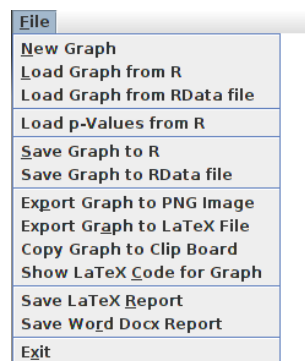 File
New Graph
Load Graph from R
Load Graph from RData file
Load p-Values from R
Save Graph to R
Save Graph to RData file
Export Graph to PNG Image
Export Graph to LaTeX File
Copy Graph to Clip Board
Show LaTeX Code for Graph
Save LaTeX Report
Save Word Docx Report
Exit